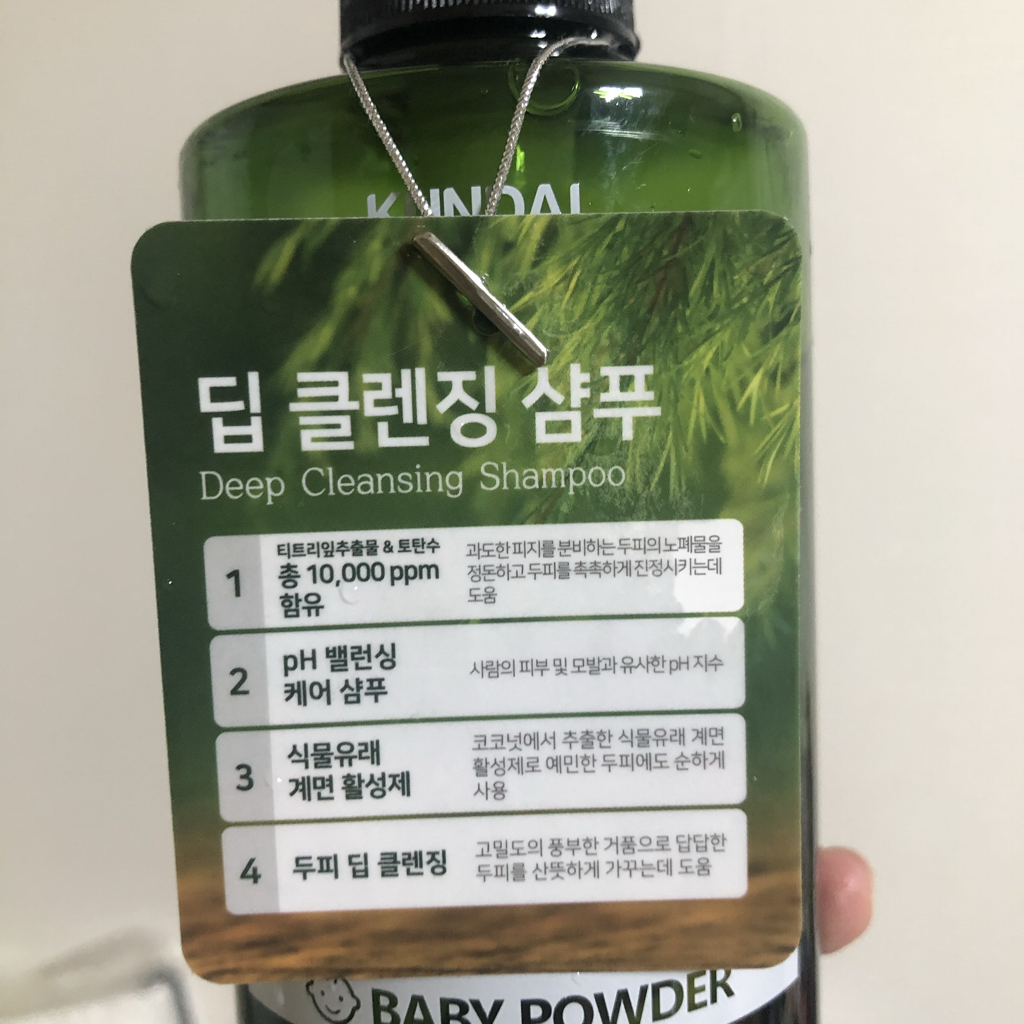 KUNDAL
딥 클렌징 샴푸
Deep Cleansing Shampoo
1
티트리잎추출물 & 토탄수
총 10,000 ppm
함유
과도한 피지를 분비하는 두피의 노폐물을
정돈하고 두피를 촉촉하게 진정시키는데
도움
2
pH 밸런싱
케어 샴푸
사람의 피부 및 모발과 유사한 pH 지수
3
식물유래
계면 활성제
코코넛에서 추출한 식물유래 계면
활성제로 예민한 두피에도 순하게
사용
4
두피 딥 클렌징
고밀도의 풍부한 거품으로 답답한
두피를 산뜻하게 가꾸는데 도움
BABY POWDER